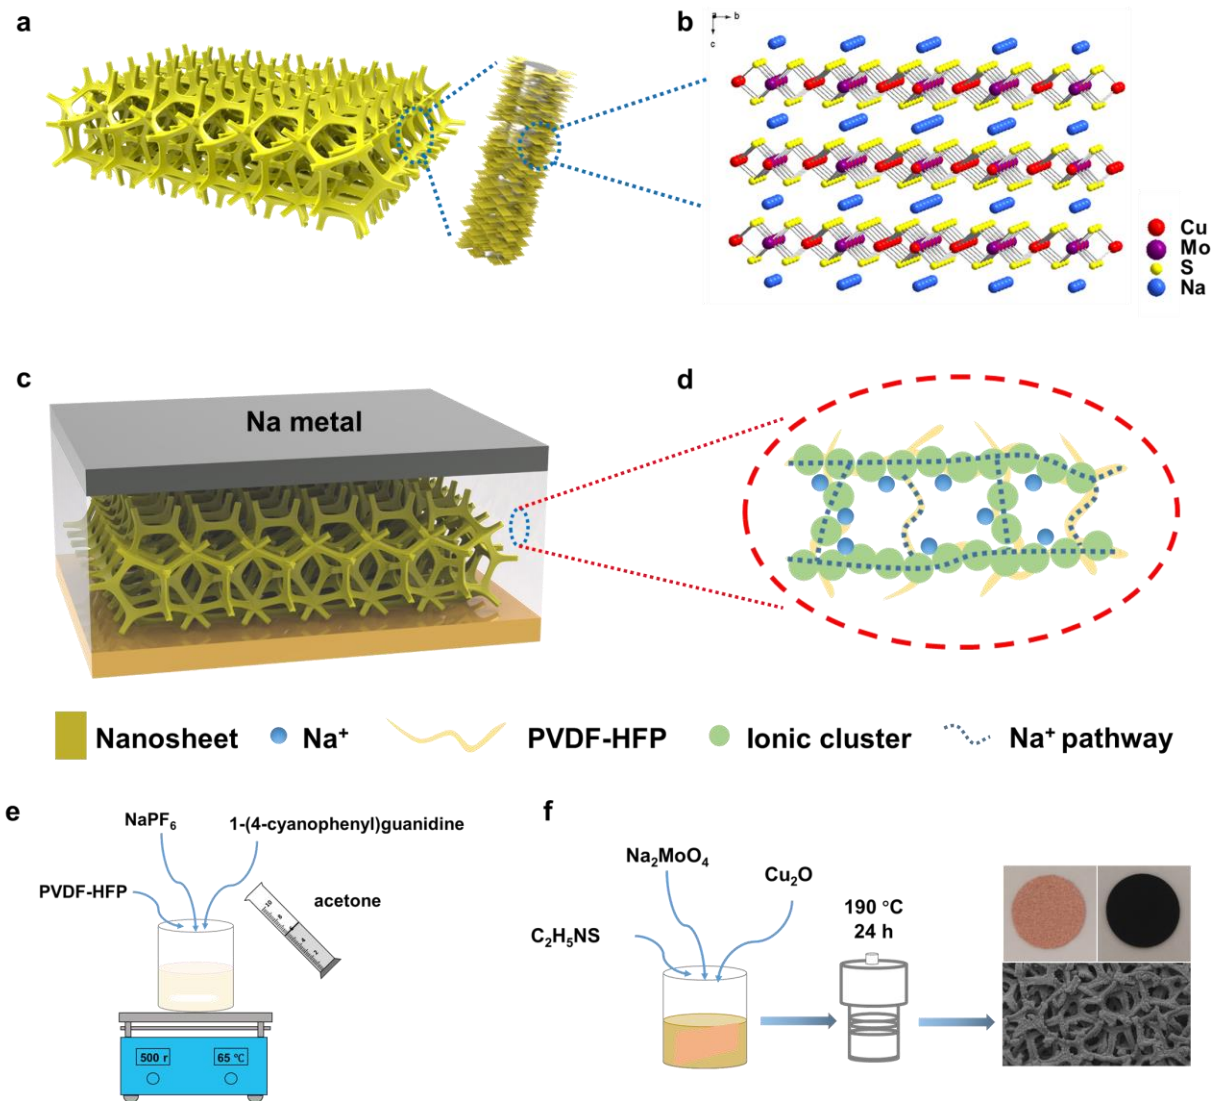 a
b
a
b
c
Cu
Mo
S
Na
c
Na metal
d
Nanosheet
Na⁺
PVDF-HFP
Ionic cluster
Na⁺ pathway
e
NaPF₆
1-(4-cyanophenyl)guanidine
PVDF-HFP
acetone
500 r
65 ℃
f
Na₂MoO₄
Cu₂O
C₂H₅NS
190 °C
24 h